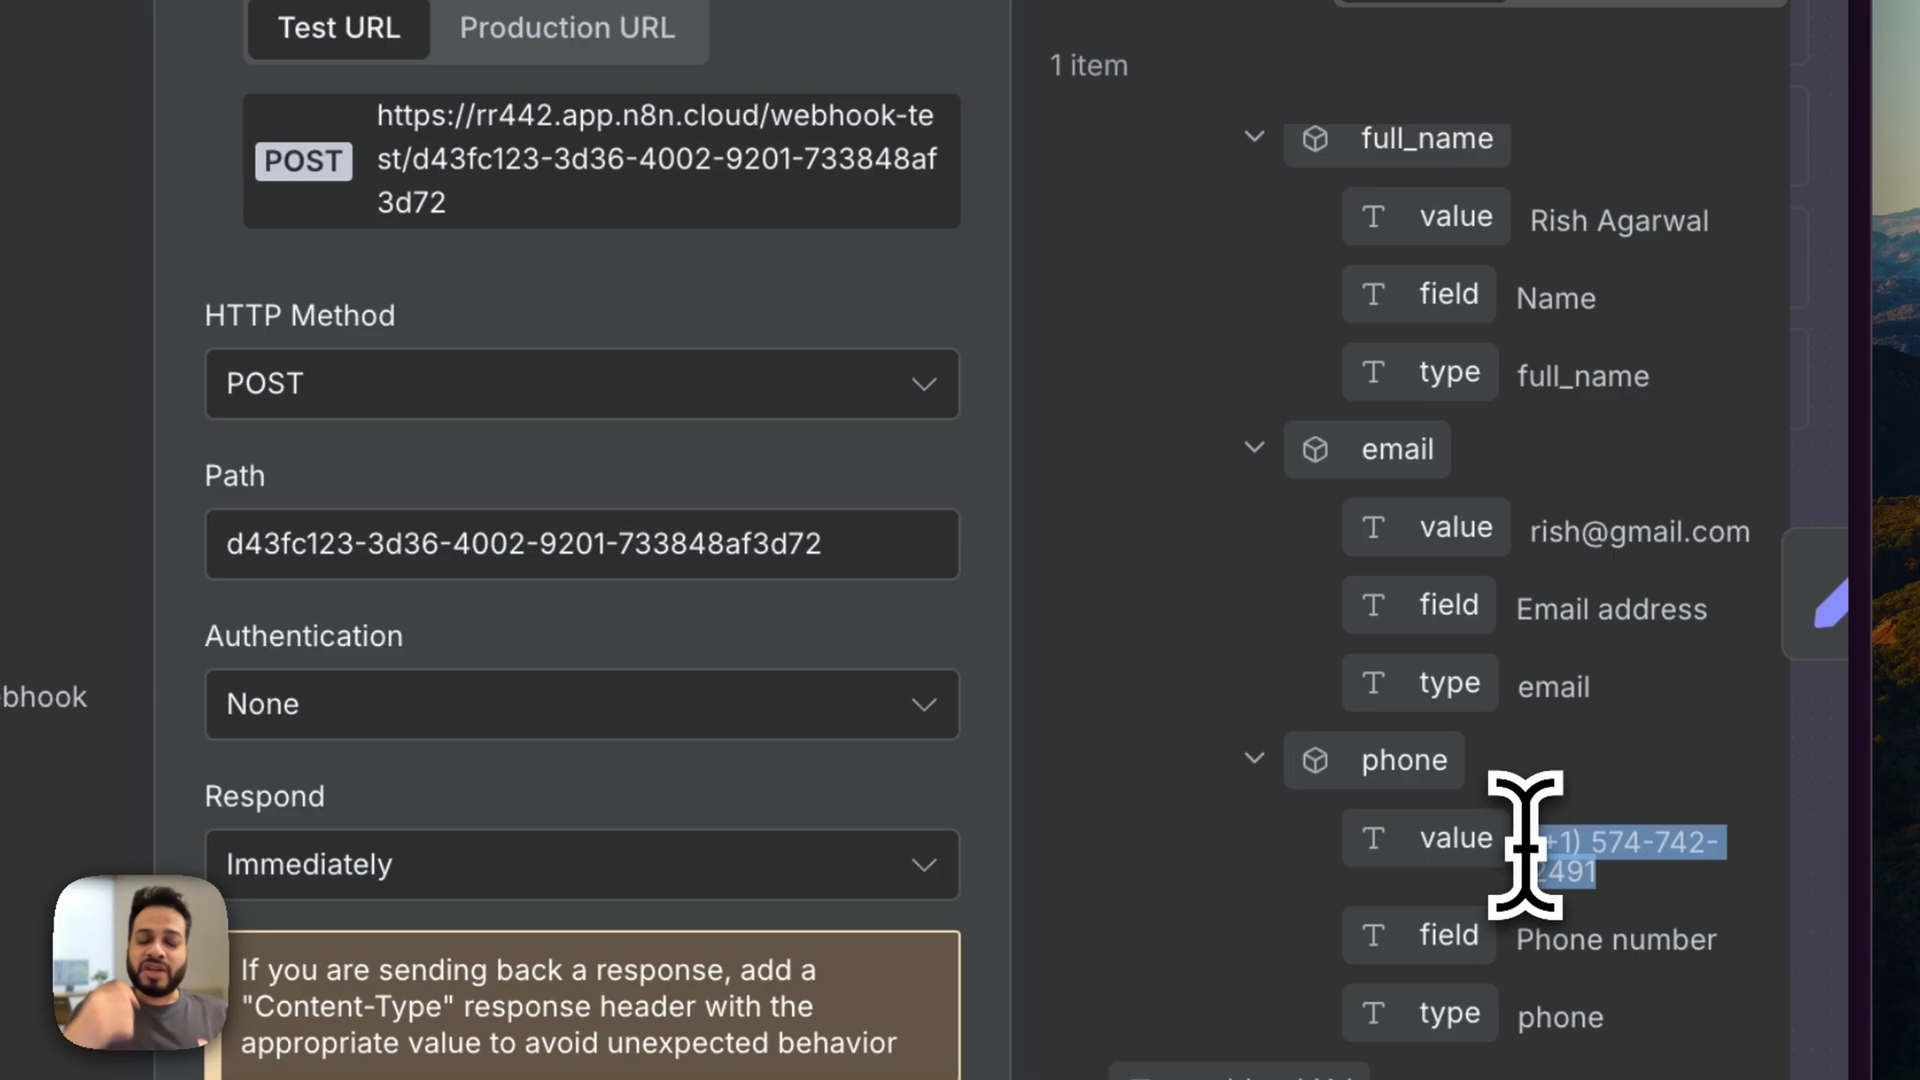 Test URL
Production URL
POST
https://rr442.app.n8n.cloud/webhook-te
st/d43fc123-3d36-4002-9201-733848af
3d72
HTTP Method
POST
Path
d43fc123-3d36-4002-9201-733848af3d72
Authentication
None
Respond
Immediately
If you are sending back a response, add a
"Content-Type" response header with the
appropriate value to avoid unexpected behavior
ebhook
1 item
full_name
value Rish Agarwal
field Name
type full_name
email
value rish@gmail.com
field Email address
type email
phone
value +1) 574-742-
2491
field Phone number
type phone